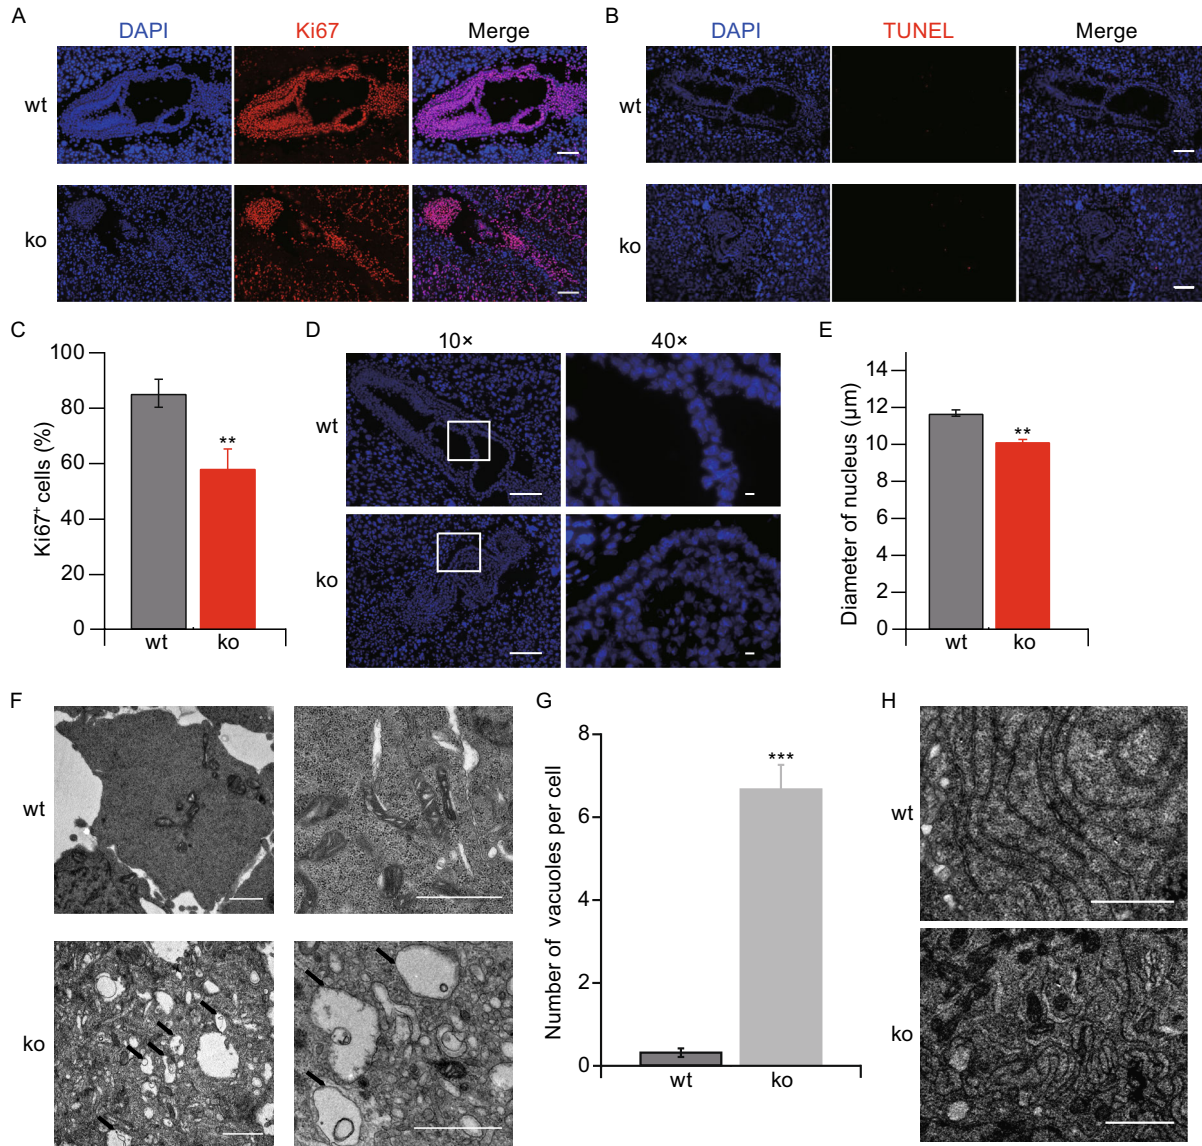 A
DAPI
Ki67
Merge
wt
ko
B
DAPI
TUNEL
Merge
wt
ko
C
Ki67⁺ cells (%)
100
80
60
40
20
0
**
wt
ko
D
10×
40×
wt
ko
E
Diameter of nucleus (μm)
14
12
10
8
6
4
2
0
**
wt
ko
F
wt
ko
G
Number of vacuoles per cell
8
6
4
2
0
***
wt
ko
H
wt
ko